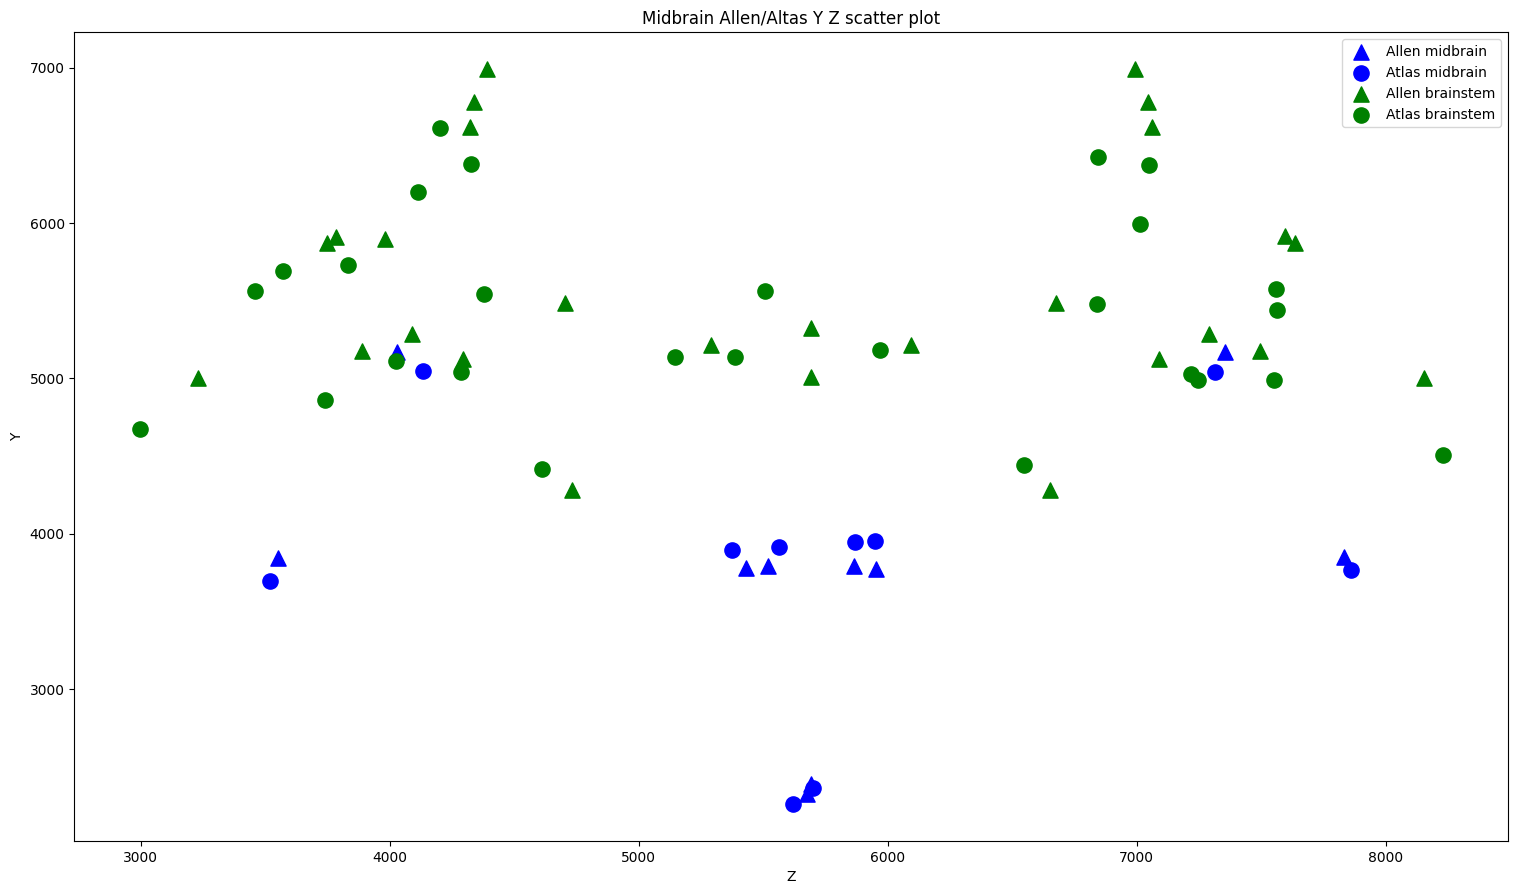 Midbrain Allen/Altas Y Z scatter plot
Allen midbrain
Atlas midbrain
Allen brainstem
Atlas brainstem
7000
6000
5000
4000
3000
Y
3000 4000 5000 6000 7000 8000
Z